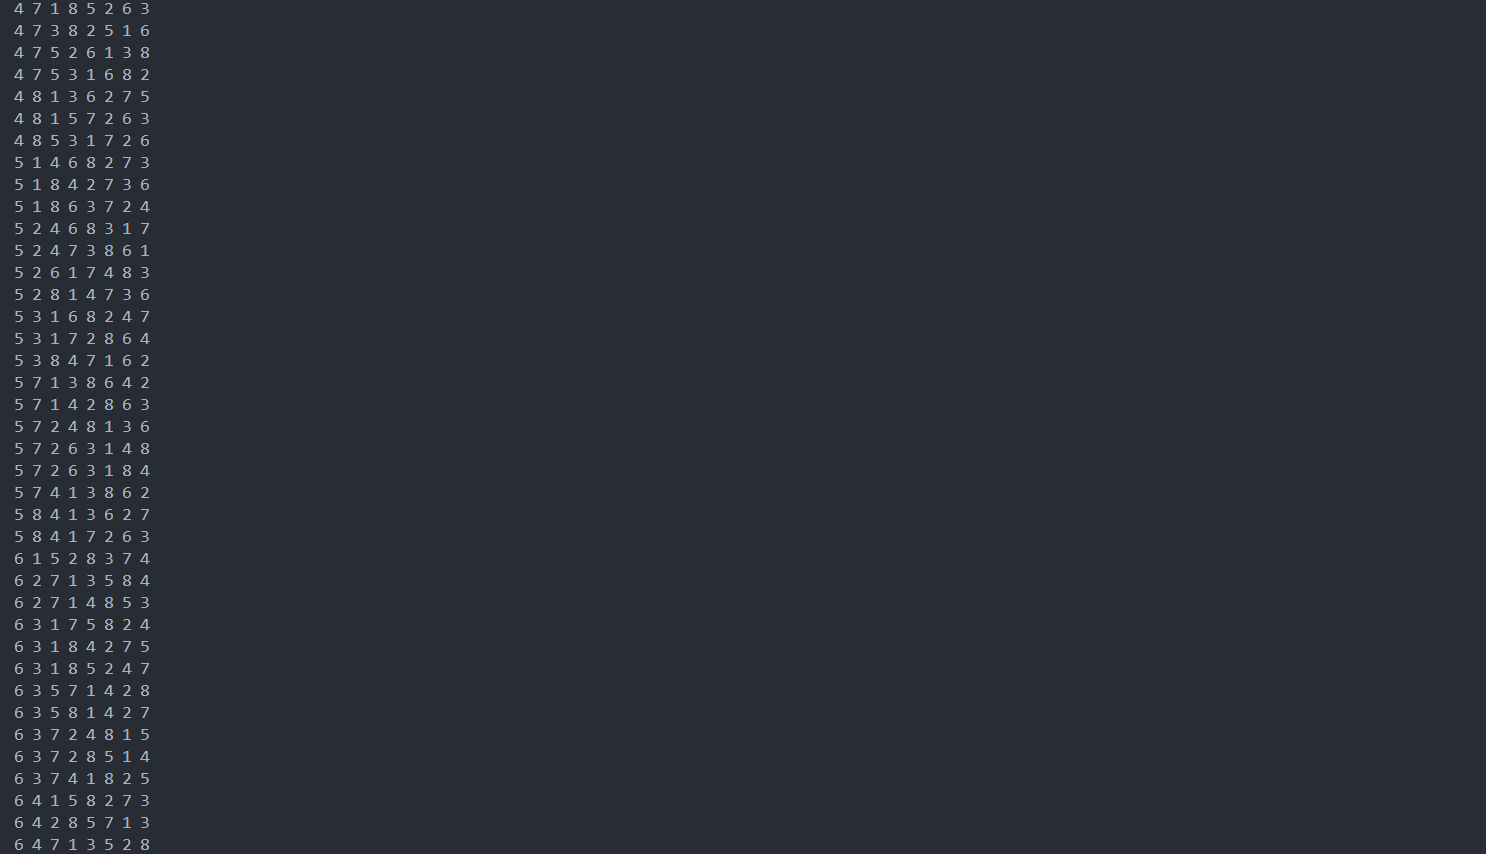 4 7 1 8 5 2 6 3
4 7 3 8 2 5 1 6
4 7 5 2 6 1 3 8
4 7 5 3 1 6 8 2
4 8 1 3 6 2 7 5
4 8 1 5 7 2 6 3
4 8 5 3 1 7 2 6
5 1 4 6 8 2 7 3
5 1 8 4 2 7 3 6
5 1 8 6 3 7 2 4
5 2 4 6 8 3 1 7
5 2 4 7 3 8 6 1
5 2 6 1 7 4 8 3
5 2 8 1 4 7 3 6
5 3 1 6 8 2 4 7
5 3 1 7 2 8 6 4
5 3 8 4 7 1 6 2
5 7 1 3 8 6 4 2
5 7 1 4 2 8 6 3
5 7 2 4 8 1 3 6
5 7 2 6 3 1 4 8
5 7 2 6 3 1 8 4
5 7 4 1 3 8 6 2
5 8 4 1 3 6 2 7
5 8 4 1 7 2 6 3
6 1 5 2 8 3 7 4
6 2 7 1 3 5 8 4
6 2 7 1 4 8 5 3
6 3 1 7 5 8 2 4
6 3 1 8 4 2 7 5
6 3 1 8 5 2 4 7
6 3 5 7 1 4 2 8
6 3 5 8 1 4 2 7
6 3 7 2 4 8 1 5
6 3 7 2 8 5 1 4
6 3 7 4 1 8 2 5
6 4 1 5 8 2 7 3
6 4 2 8 5 7 1 3
6 4 7 1 3 5 2 8